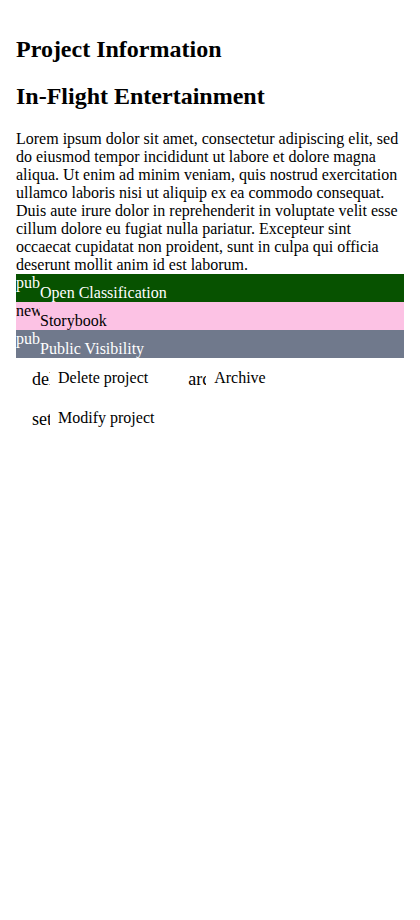 Project Information
In-Flight Entertainment
Lorem ipsum dolor sit amet, consectetur adipiscing elit, sed
do eiusmod tempor incididunt ut labore et dolore magna
aliqua. Ut enim ad minim veniam, quis nostrud exercitation
ullamco laboris nisi ut aliquip ex ea commodo consequat.
Duis aute irure dolor in reprehenderit in voluptate velit esse
cillum dolore eu fugiat nulla pariatur. Excepteur sint
occaecat cupidatat non proident, sunt in culpa qui officia
deserunt mollit anim id est laborum.
pub Open Classification
new Storybook
pub Public Visibility
de Delete project arc Archive
set Modify project